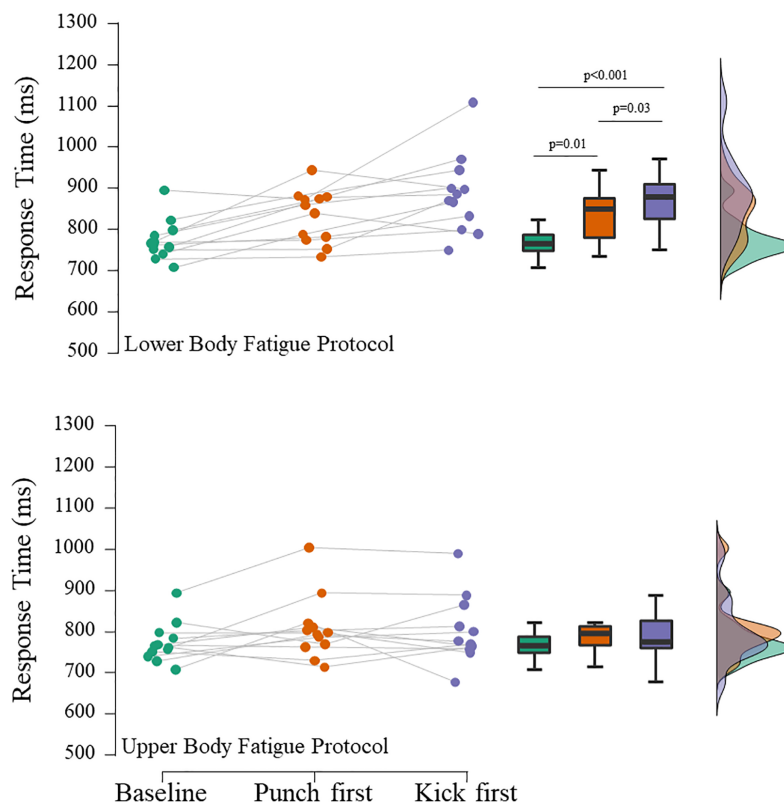 1300
1200
1100
1000
900
800
700
600
500
Response Time (ms)
p<0.001
p=0.03
p=0.01
Lower Body Fatigue Protocol
1300
1200
1100
1000
900
800
700
600
500
Response Time (ms)
Upper Body Fatigue Protocol
Baseline Punch first Kick first